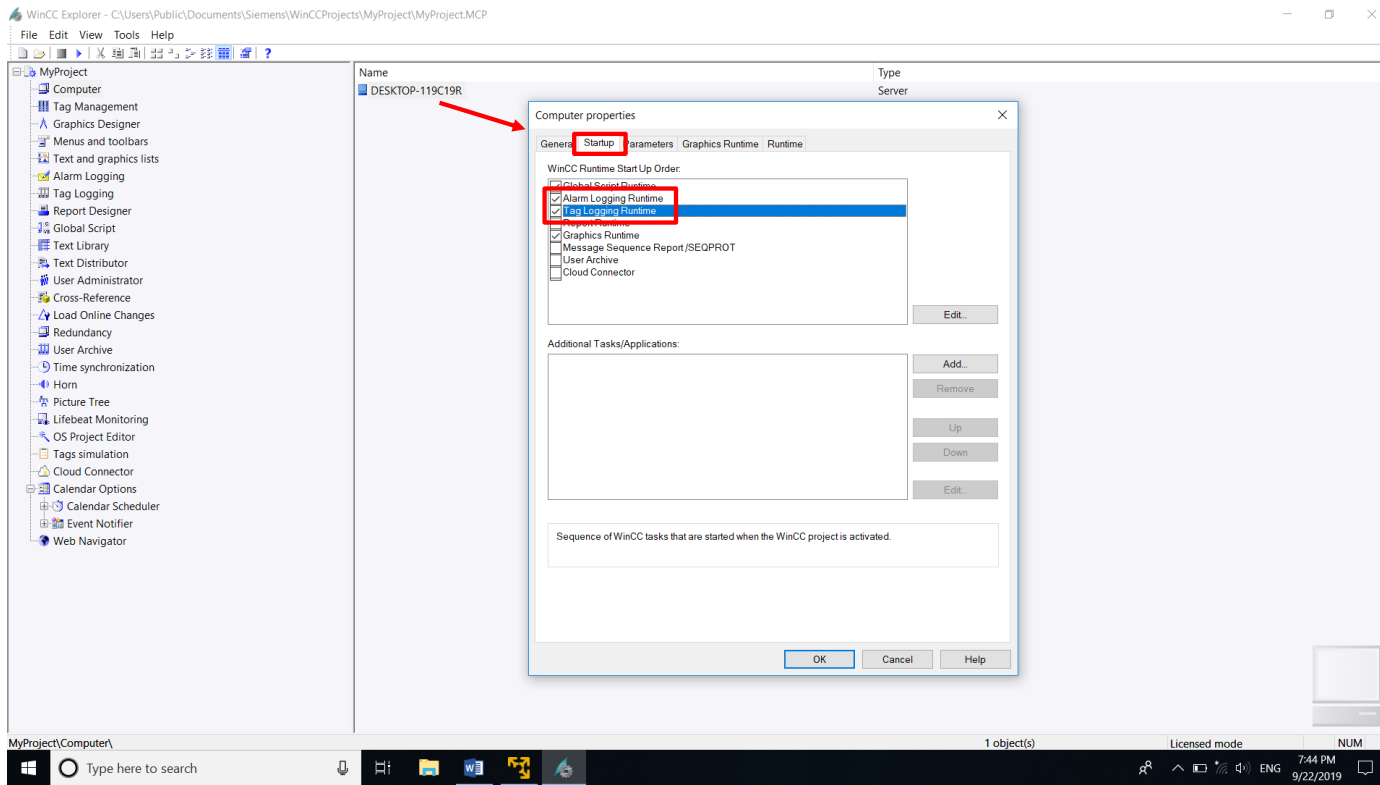 WinCC Explorer - C:\Users\Public\Documents\Siemens\WinCCProjects\MyProject\MyProject.MCP
File Edit View Tools Help
MyProject
Computer
Tag Management
Graphics Designer
Menus and toolbars
Text and graphics lists
Alarm Logging
Tag Logging
Report Designer
Global Script
Text Library
Text Distributor
User Administrator
Cross-Reference
Load Online Changes
Redundancy
User Archive
Time synchronization
Horn
Picture Tree
Lifebeat Monitoring
OS Project Editor
Tags simulation
Cloud Connector
Calendar Options
Calendar Scheduler
Event Notifier
Web Navigator
Name Type
DESKTOP-119C19R Server
Computer properties
General Startup Parameters Graphics Runtime Runtime
WinCC Runtime Start Up Order:
Global Script Runtime
Alarm Logging Runtime
Tag Logging Runtime
Report Runtime
Graphics Runtime
Message Sequence Report /SEQPROT
User Archive
Cloud Connector
Edit...
Additional Tasks/Applications:
Add...
Remove
Up
Down
Edit...
Sequence of WinCC tasks that are started when the WinCC project is activated.
OK Cancel Help
MyProject\Computer\ 1 object(s) Licensed mode NUM
Type here to search
ENG
7:44 PM
9/22/2019